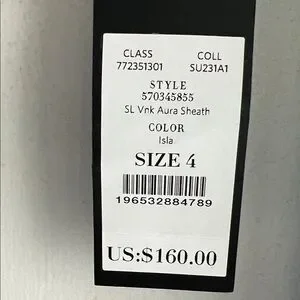 CLASS COLL
772351301 SU231A1
STYLE
570345855
SL Vnk Aura Sheath
COLOR
Isla
SIZE 4
196532884789
US:$160.00